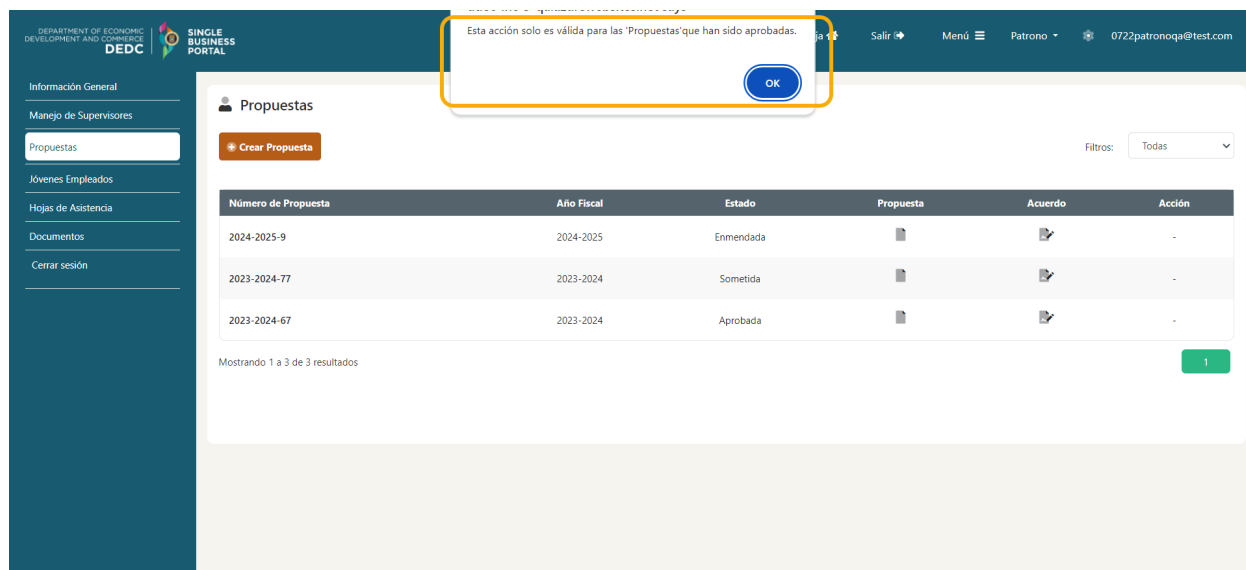 DEPARTMENT OF ECONOMIC
DEVELOPMENT AND COMMERCE
DEDC
SINGLE
BUSINESS
PORTAL
Esta acción solo es válida para las 'Propuestas'que han sido aprobadas.
OK
ja
Salir
Menú
Patrono
0722patronoqa@test.com
Información General
Manejo de Supervisores
Propuestas
Jóvenes Empleados
Hojas de Asistencia
Documentos
Cerrar sesión
Propuestas
Crear Propuesta
Filtros: Todas
Número de Propuesta Año Fiscal Estado Propuesta Acuerdo Acción
2024-2025-9 2024-2025 Enmendada -
2023-2024-77 2023-2024 Sometida -
2023-2024-67 2023-2024 Aprobada -
Mostrando 1 a 3 de 3 resultados
1